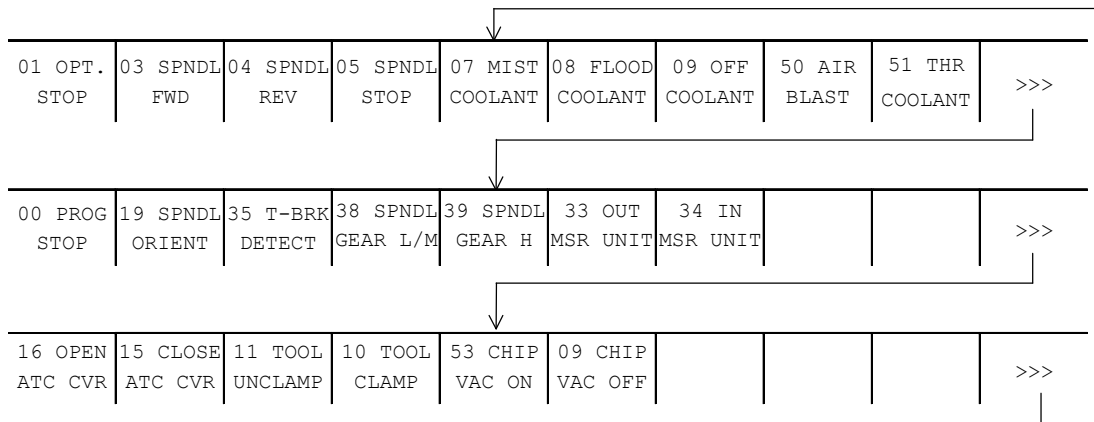 01 OPT. 03 SPNDL 04 SPNDL 05 SPNDL 07 MIST 08 FLOOD 09 OFF 50 AIR 51 THR >>>
STOP FWD REV STOP COOLANT COOLANT COOLANT BLAST COOLANT
00 PROG 19 SPNDL 35 T-BRK 38 SPNDL 39 SPNDL 33 OUT 34 IN >>>
STOP ORIENT DETECT GEAR L/M GEAR H MSR UNIT MSR UNIT
16 OPEN 15 CLOSE 11 TOOL 10 TOOL 53 CHIP 09 CHIP >>>
ATC CVR ATC CVR UNCLAMP CLAMP VAC ON VAC OFF